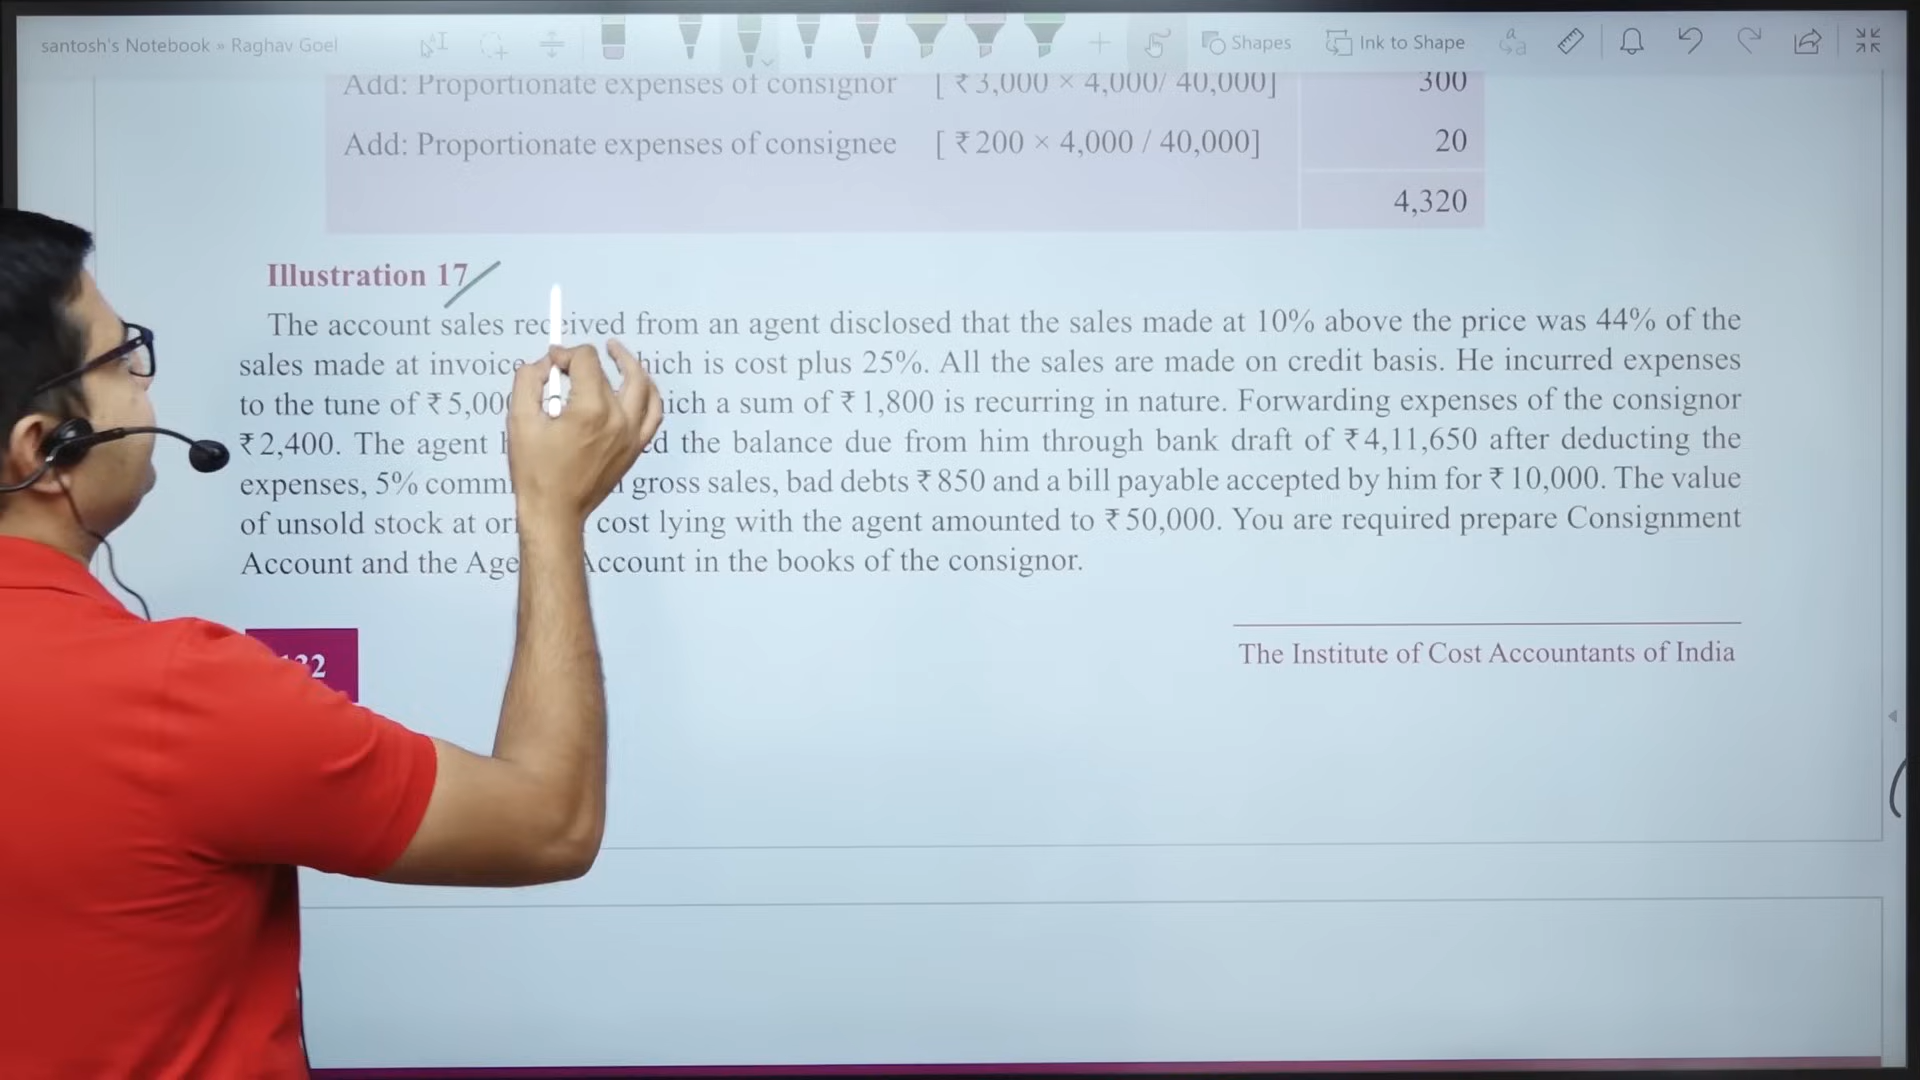 santosh's Notebook » Raghav Goel
Shapes
Ink to Shape
Add: Proportionate expenses of consignor [ ₹ 3,000 × 4,000/ 40,000] 300
Add: Proportionate expenses of consignee [ ₹ 200 × 4,000 / 40,000] 20
4,320
Illustration 17
The account sales received from an agent disclosed that the sales made at 10% above the price was 44% of the
sales made at invoice which is cost plus 25%. All the sales are made on credit basis. He incurred expenses
to the tune of ₹ 5,00 which a sum of ₹ 1,800 is recurring in nature. Forwarding expenses of the consignor
₹ 2,400. The agent the balance due from him through bank draft of ₹ 4,11,650 after deducting the
expenses, 5% gross sales, bad debts ₹ 850 and a bill payable accepted by him for ₹ 10,000. The value
of unsold stock at cost lying with the agent amounted to ₹ 50,000. You are required prepare Consignment
Account and the Account in the books of the consignor.
The Institute of Cost Accountants of India